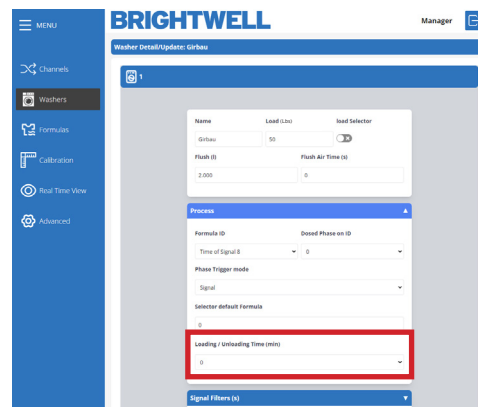 MENU
BRIGHTWELL
Manager
Washer Detail/Update: Girbau
1
Channels
Washers
Formulas
Calibration
Real Time View
Advanced
Name Load (Lbs) load Selector
Girbau 50
Flush (l) Flush Air Time (s)
2.000 0
Process
Formula ID Dosed Phase on ID
Time of Signal 8 0
Phase Trigger mode
Signal
Selector default Formula
0
Loading / Unloading Time (min)
0
Signal Filters (s)